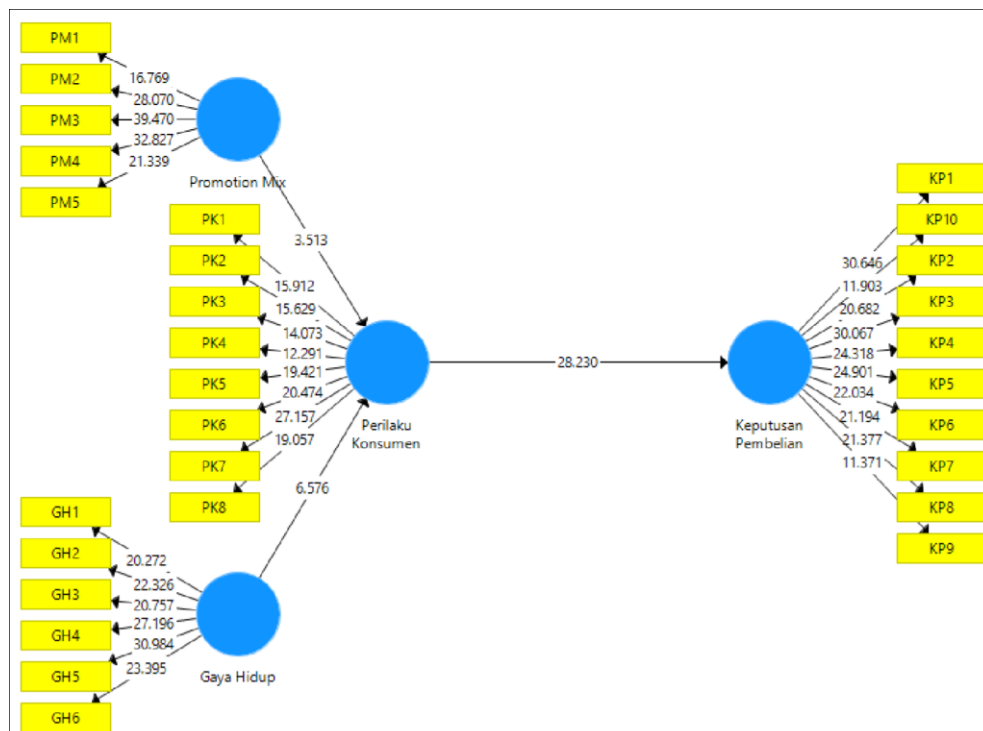 PM1
PM2
PM3
PM4
PM5
16.769
28.070
39.470
32.827
21.339
Promotion Mix
3.513
PK1
PK2
PK3
PK4
PK5
PK6
PK7
PK8
15.912
15.629
14.073
12.291
19.421
20.474
27.157
19.057
Perilaku
Konsumen
28.230
6.576
GH1
GH2
GH3
GH4
GH5
GH6
20.272
22.326
20.757
27.196
30.984
23.395
Gaya Hidup
Keputusan
Pembelian
30.646
11.903
20.682
30.067
24.318
24.901
22.034
21.194
21.377
11.371
KP1
KP10
KP2
KP3
KP4
KP5
KP6
KP7
KP8
KP9